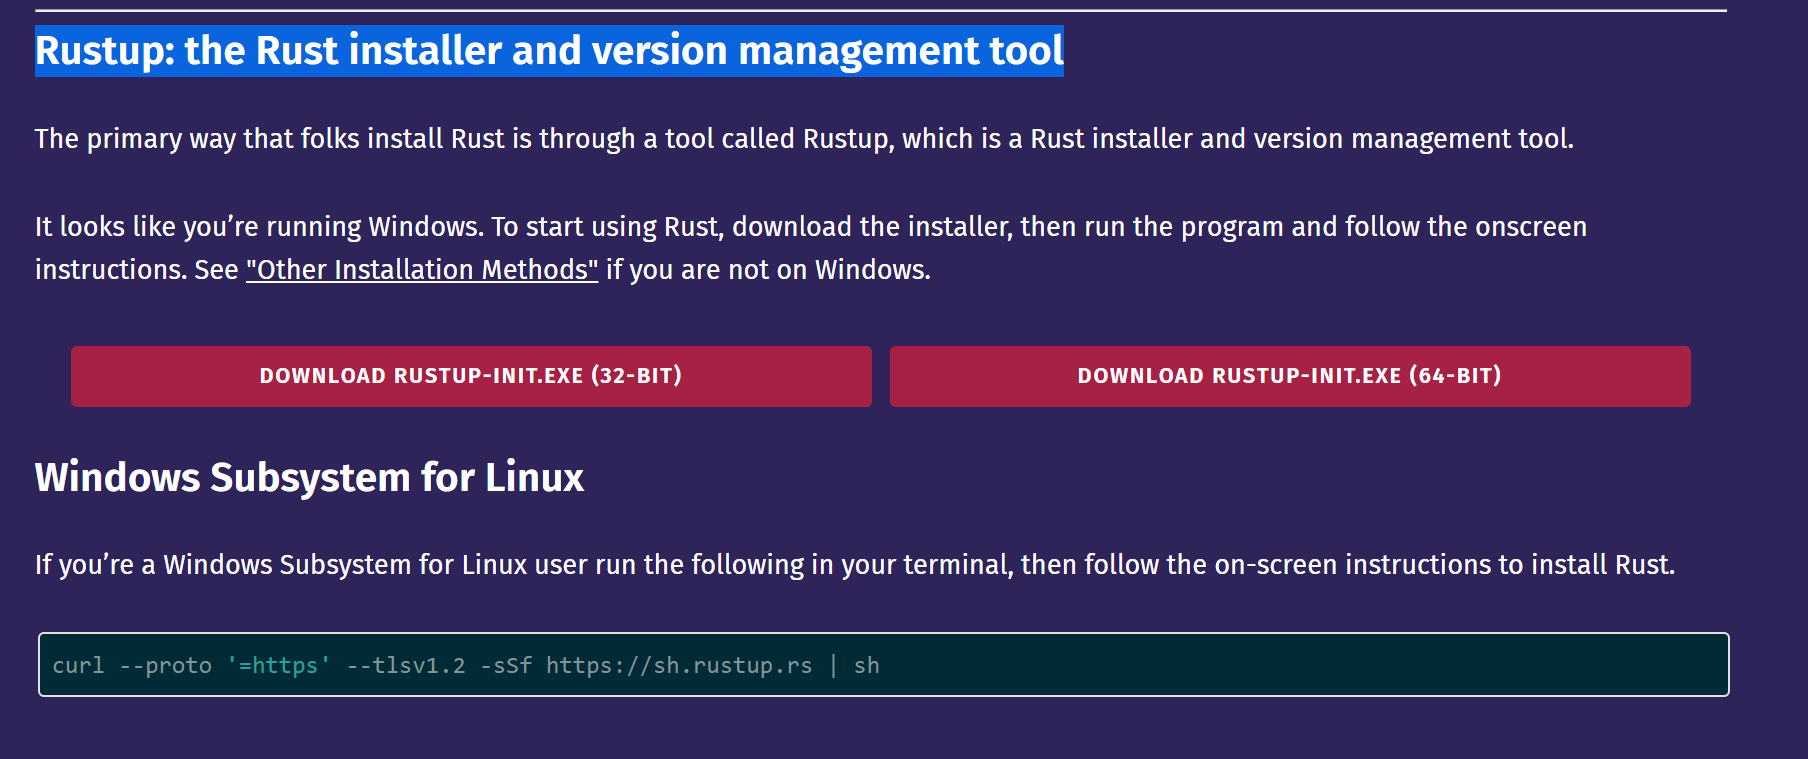 Rustup: the Rust installer and version management tool
The primary way that folks install Rust is through a tool called Rustup, which is a Rust installer and version management tool.
It looks like you’re running Windows. To start using Rust, download the installer, then run the program and follow the onscreen
instructions. See "Other Installation Methods" if you are not on Windows.
DOWNLOAD RUSTUP-INIT.EXE (32-BIT)
DOWNLOAD RUSTUP-INIT.EXE (64-BIT)
Windows Subsystem for Linux
If you’re a Windows Subsystem for Linux user run the following in your terminal, then follow the on-screen instructions to install Rust.
curl --proto '=https' --tlsv1.2 -sSf https://sh.rustup.rs | sh